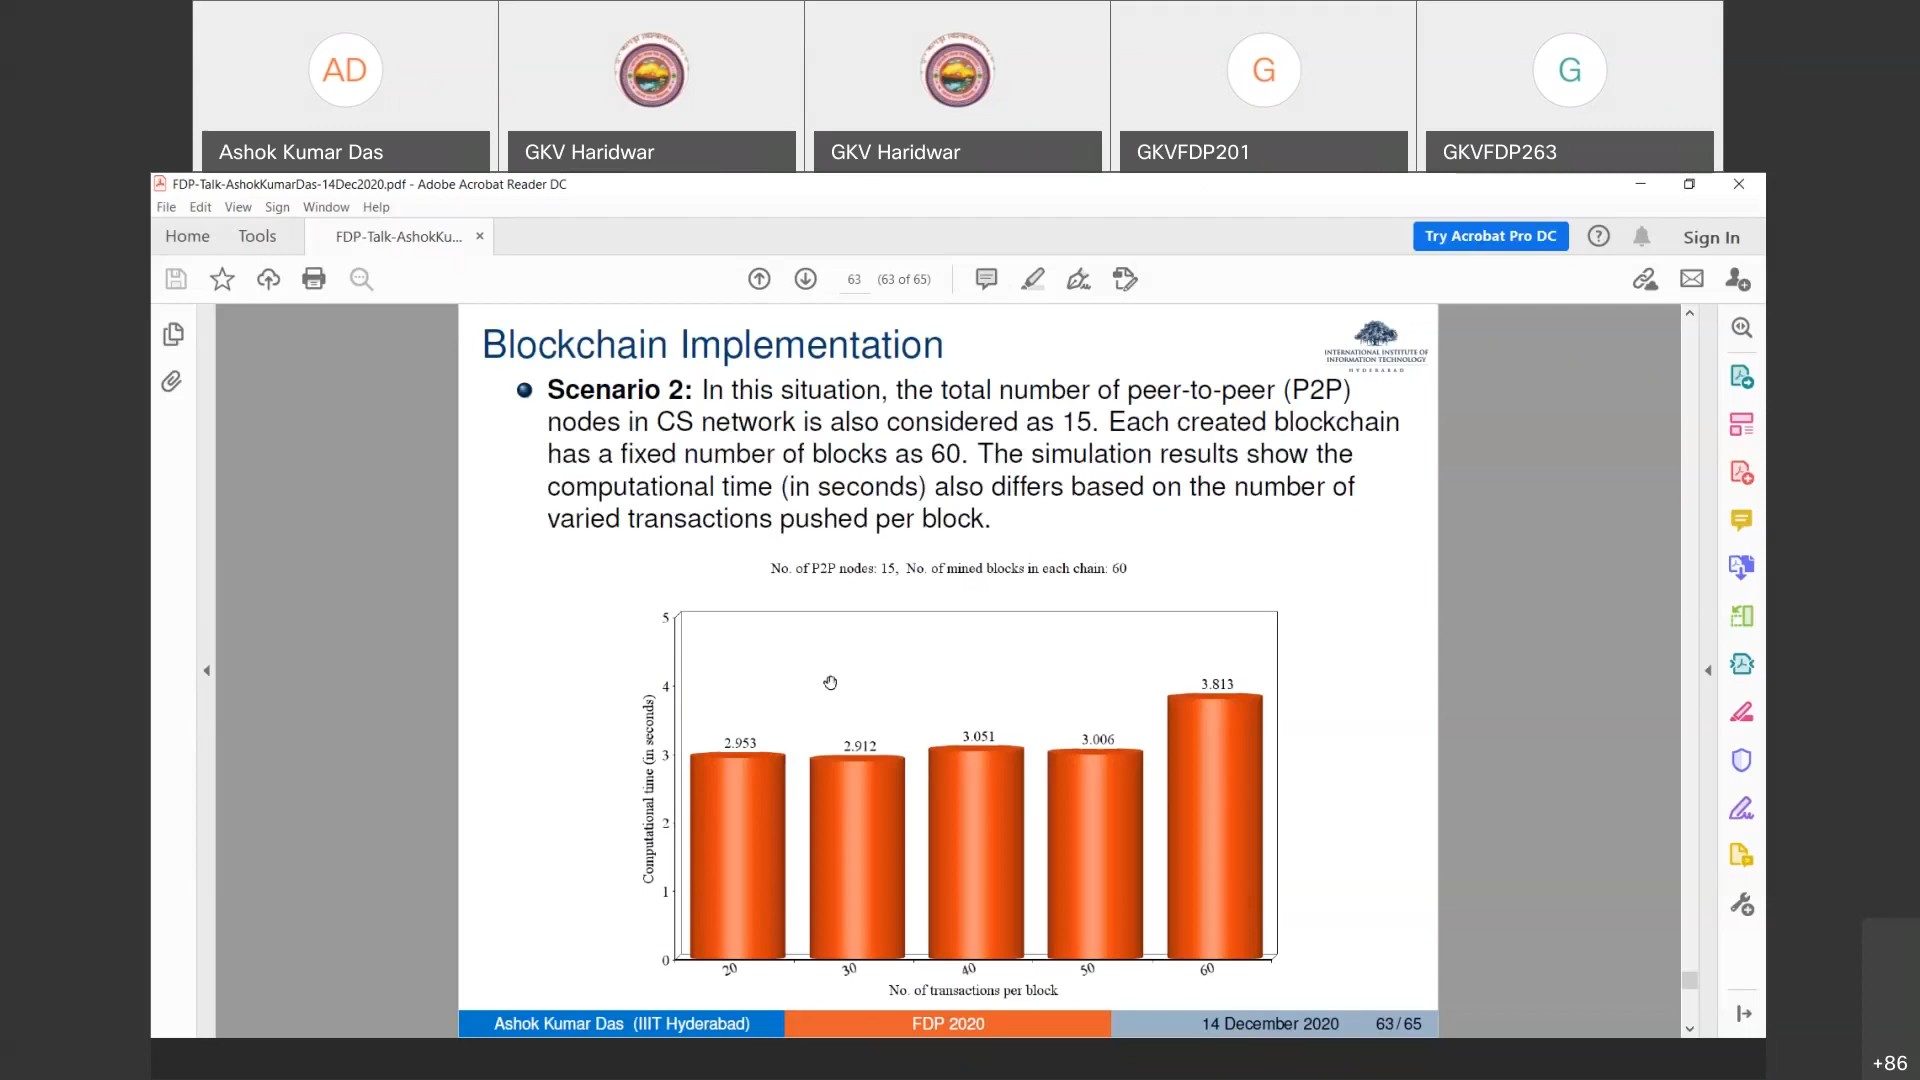 AD
G
G
Ashok Kumar Das
GKV Haridwar
GKV Haridwar
GKVFDP201
GKVFDP263
FDP-Talk-AshokKumarDas-14Dec2020.pdf - Adobe Acrobat Reader DC
File Edit View Sign Window Help
Home Tools FDP-Talk-AshokKu... × Try Acrobat Pro DC Sign In
63 (63 of 65)
Blockchain Implementation
INTERNATIONAL INSTITUTE OF
INFORMATION TECHNOLOGY
HYDERABAD
Scenario 2: In this situation, the total number of peer-to-peer (P2P)
nodes in CS network is also considered as 15. Each created blockchain
has a fixed number of blocks as 60. The simulation results show the
computational time (in seconds) also differs based on the number of
varied transactions pushed per block.
No. of P2P nodes: 15, No. of mined blocks in each chain: 60
Computational time (in seconds)
5
4
3
2
1
0
2.953
2.912
3.051
3.006
3.813
20 30 40 50 60
No. of transactions per block
Ashok Kumar Das (IIIT Hyderabad) FDP 2020 14 December 2020 63/65
+86